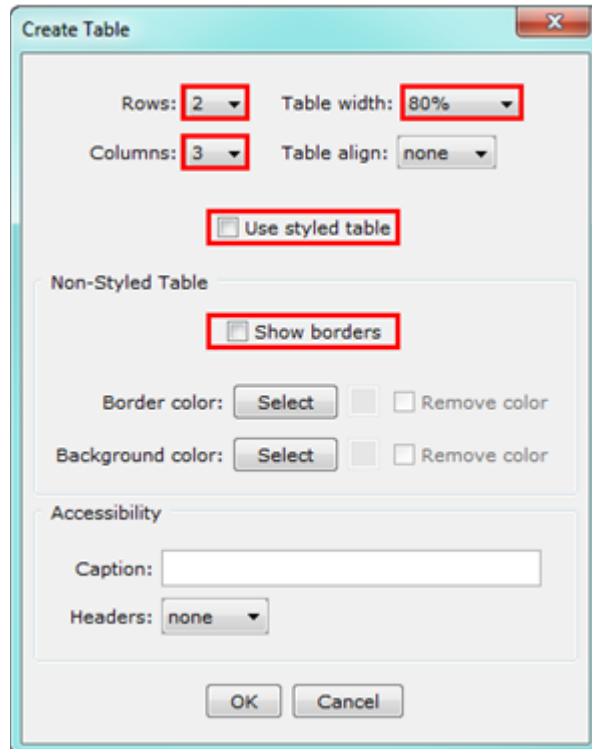 Create Table
Rows: 2 Table width: 80%
Columns: 3 Table align: none
Use styled table
Non-Styled Table
Show borders
Border color: Select Remove color
Background color: Select Remove color
Accessibility
Caption:
Headers: none
OK Cancel